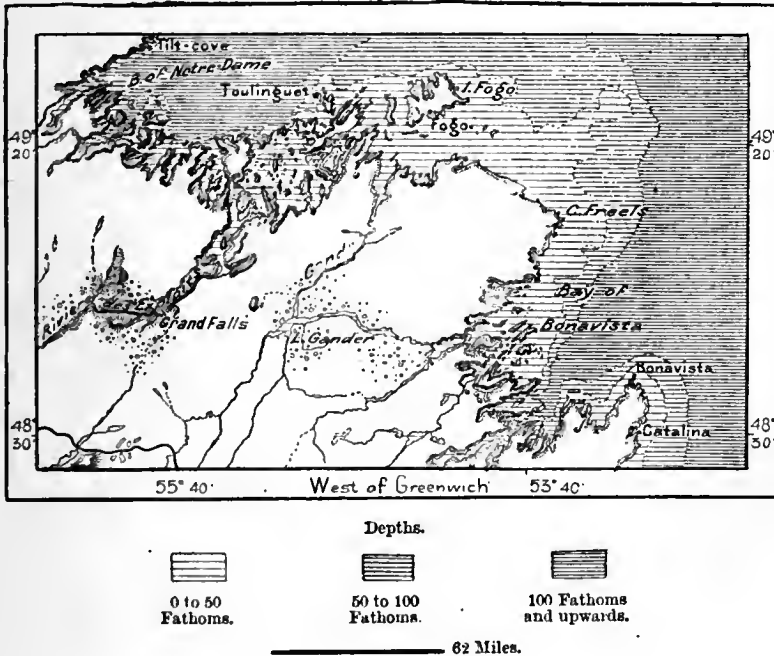 Tilt-cove
B. of Notre-Dame
Toulinguet
I. Fogo
Fogo
49°
20'
49°
20'
C. Freels
Gand
Bay of
Bonavista
Grand Falls
L. Gander
Bonavista
Catalina
48°
30'
48°
30'
55° 40'
West of Greenwich
53° 40'
Depths.
0 to 50
Fathoms.
50 to 100
Fathoms.
100 Fathoms
and upwards.
62 Miles.